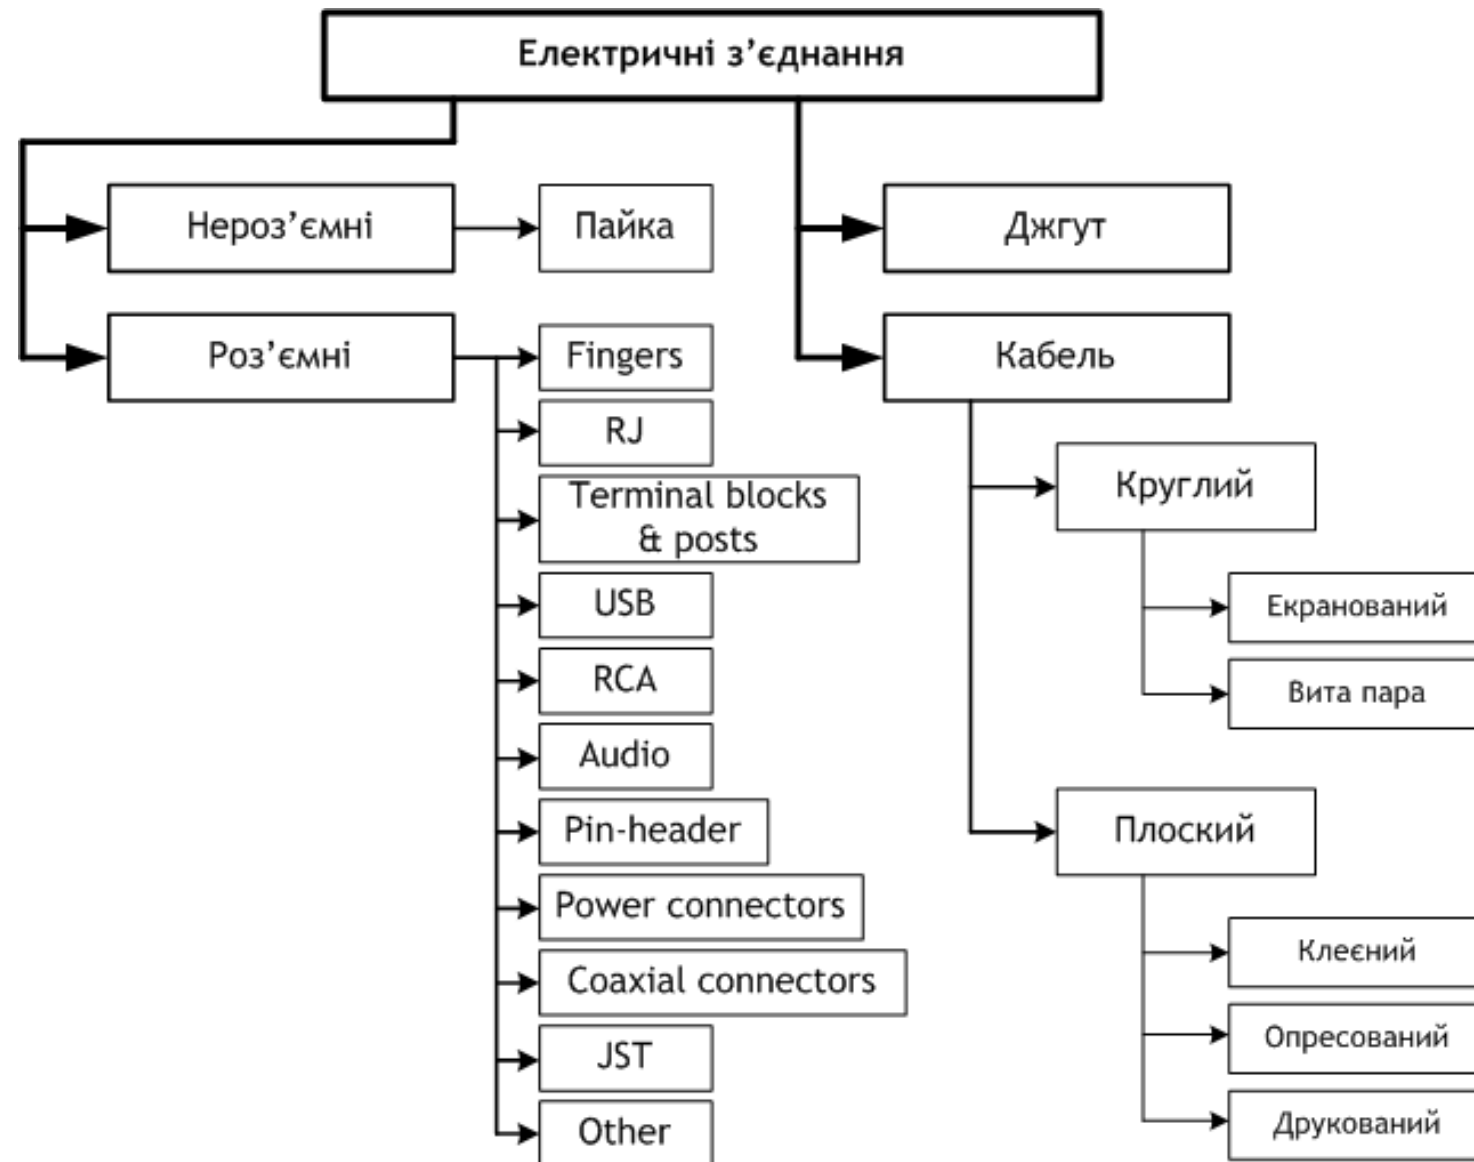 Електричні з’єднання
Нероз’ємні
Пайка
Роз’ємні
Fingers
RJ
Terminal blocks
& posts
USB
RCA
Audio
Pin-header
Power connectors
Coaxial connectors
JST
Other
Джгут
Кабель
Круглий
Екранований
Вита пара
Плоский
Клеєний
Опресований
Друкований